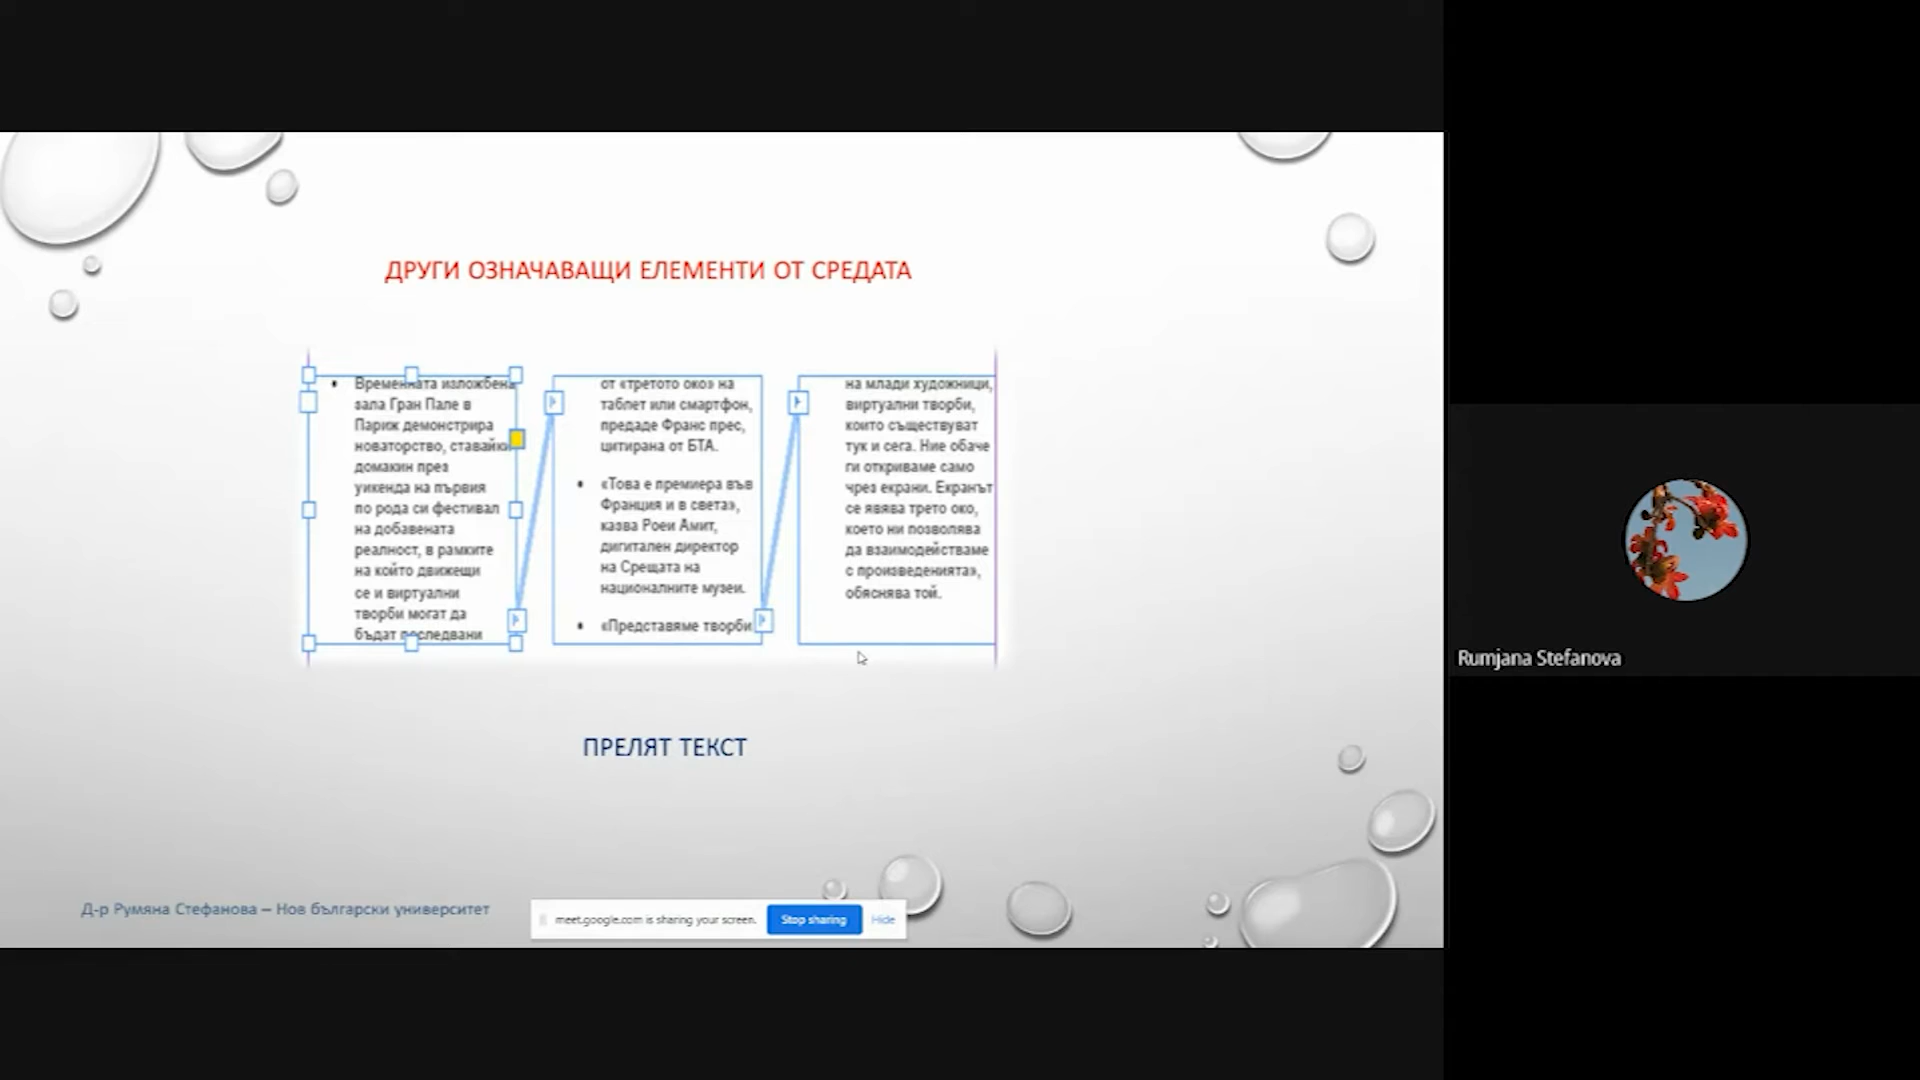 ДРУГИ ОЗНАЧАВАЩИ ЕЛЕМЕНТИ ОТ СРЕДАТА
• Временната изложбена
зала Гран Пале в
Париж демонстрира
новаторство, ставайки
домакин през
уикенда на първия
по рода си фестивал
на добавената
реалност, в рамките
на който движещи
се и виртуални
творби могат да
бъдат последвани
от «третото око» на
таблет или смартфон,
предаде Франс прес,
цитирана от БТА.
• «Това е премиера във
Франция и в света»,
казва Роеи Амит,
дигитален директор
на Срещата на
националните музеи.
• «Представяме творби
на млади художници,
виртуални творби,
които съществуват
тук и сега. Ние обаче
ги откриваме само
чрез екрани. Екранът
се явява трето око,
което ни позволява
да взаимодействаме
с произведенията»,
обяснява той.
ПРЕЛЯТ ТЕКСТ
Д-р Румяна Стефанова – Нов български университет
meet.google.com is sharing your screen. Stop sharing Hide
Rumjana Stefanova